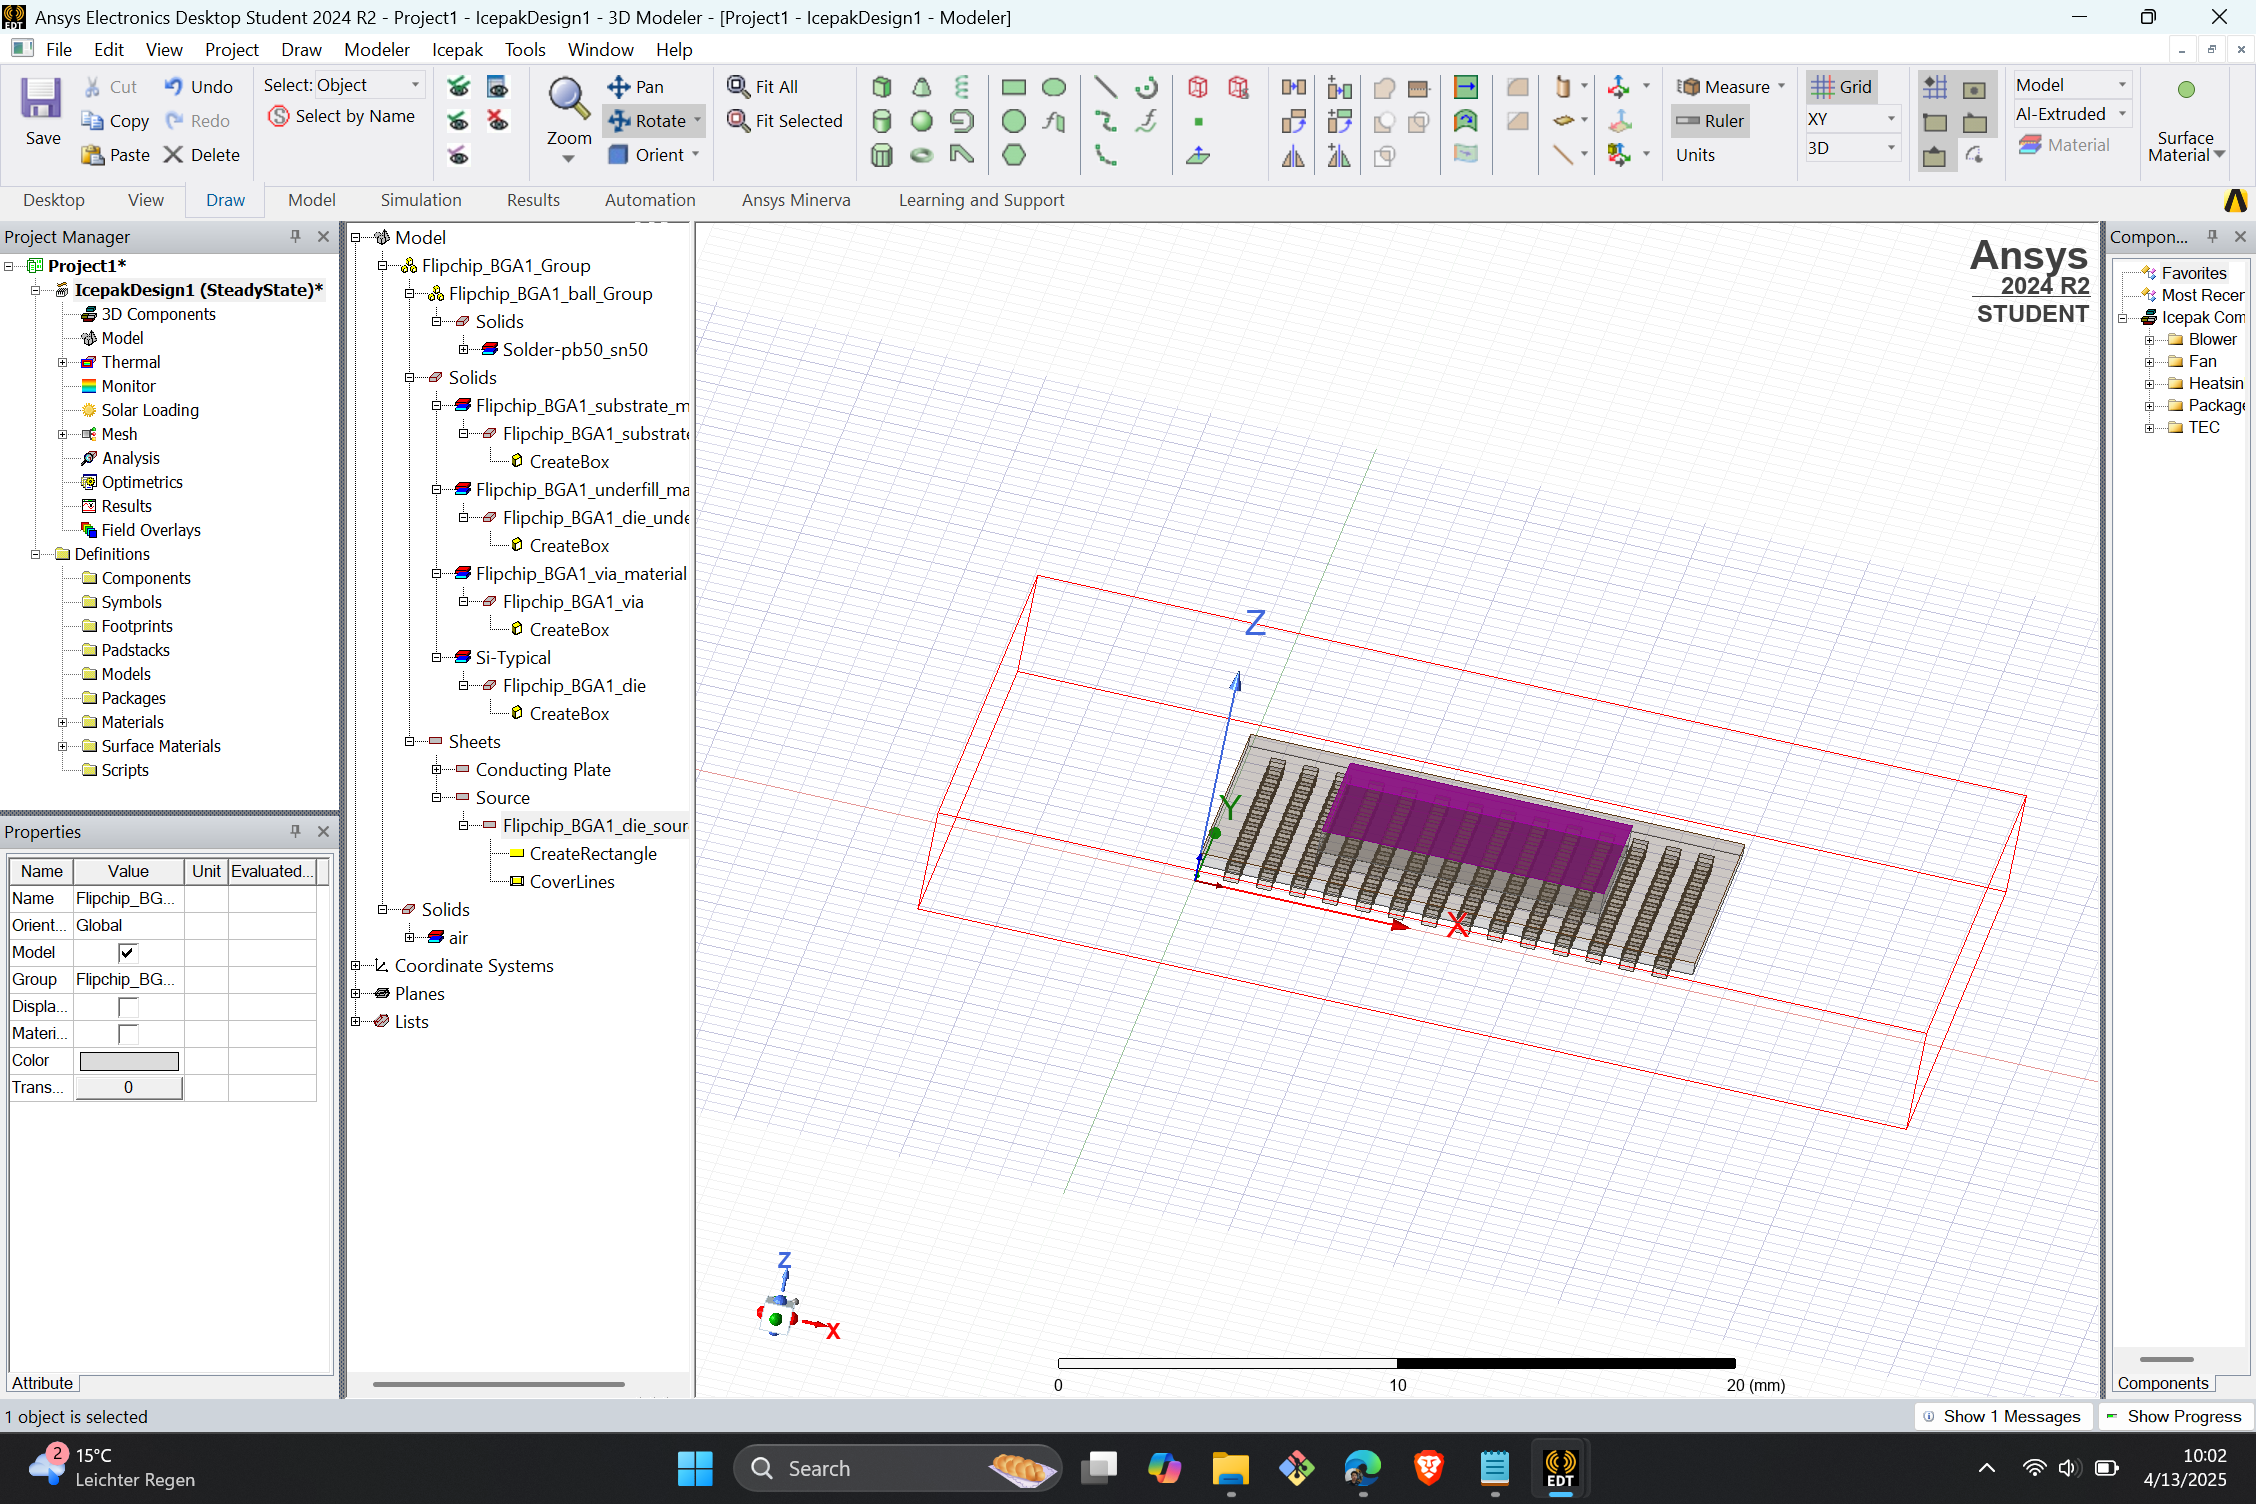 Ansys Electronics Desktop Student 2024 R2 - Project1 - IcepakDesign1 - 3D Modeler - [Project1 - IcepakDesign1 - Modeler]
File Edit View Project Draw Modeler Icepak Tools Window Help
Save
Cut
Copy
Paste
Undo
Redo
Delete
Select: Object
Select by Name
Zoom
Pan
Rotate
Orient
Fit All
Fit Selected
Measure
Ruler
Units
Grid
XY
3D
Model
Al-Extruded
Material
Surface
Material
Desktop View Draw Model Simulation Results Automation Ansys Minerva Learning and Support
Project Manager
Project1*
IcepakDesign1 (SteadyState)*
3D Components
Model
Thermal
Monitor
Solar Loading
Mesh
Analysis
Optimetrics
Results
Field Overlays
Definitions
Components
Symbols
Footprints
Padstacks
Models
Packages
Materials
Surface Materials
Scripts
Properties
Name Value Unit Evaluated...
Name Flipchip_BG...
Orient... Global
Model
Group Flipchip_BG...
Displa...
Materi...
Color
Trans... 0
Attribute
Model
Flipchip_BGA1_Group
Flipchip_BGA1_ball_Group
Solids
Solder-pb50_sn50
Solids
Flipchip_BGA1_substrate_m
Flipchip_BGA1_substrate
CreateBox
Flipchip_BGA1_underfill_ma
Flipchip_BGA1_die_unde
CreateBox
Flipchip_BGA1_via_material
Flipchip_BGA1_via
CreateBox
Si-Typical
Flipchip_BGA1_die
CreateBox
Sheets
Conducting Plate
Source
Flipchip_BGA1_die_sour
CreateRectangle
CoverLines
Solids
air
Coordinate Systems
Planes
Lists
Ansys
2024 R2
STUDENT
Z
Y
X
Z
X
0 10 20 (mm)
Compon...
Favorites
Most Recen
Icepak Com
Blower
Fan
Heatsin
Package
TEC
Components
1 object is selected
Show 1 Messages
Show Progress
2
15°C
Leichter Regen
Search
EDT
10:02
4/13/2025